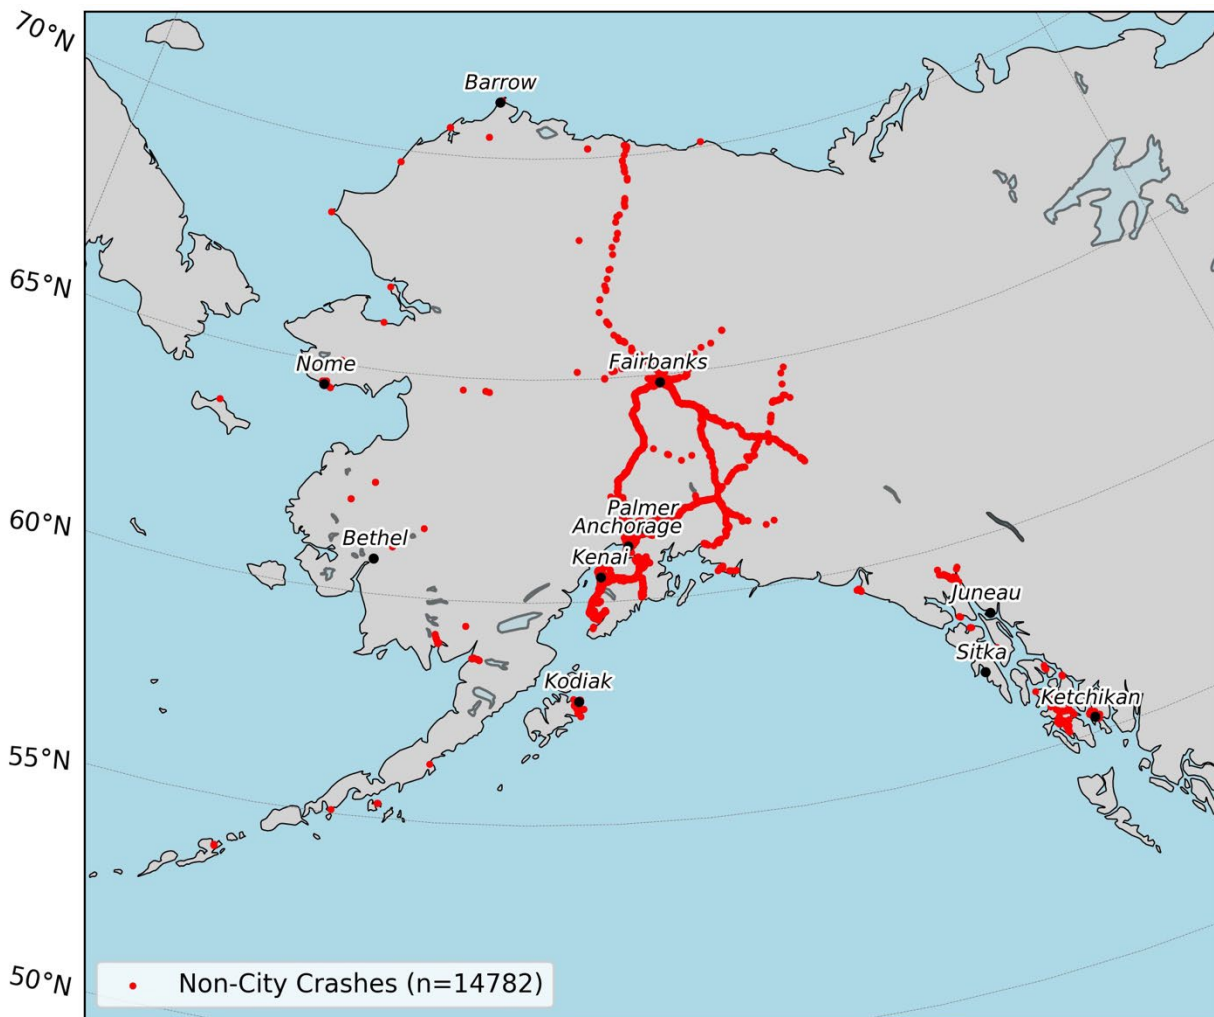 70°N
Barrow
65°N
Nome
Fairbanks
Palmer
60°N
Anchorage
Bethel
Kenai
Juneau
Sitka
Kodiak
Ketchikan
55°N
50°N
Non-City Crashes (n=14782)